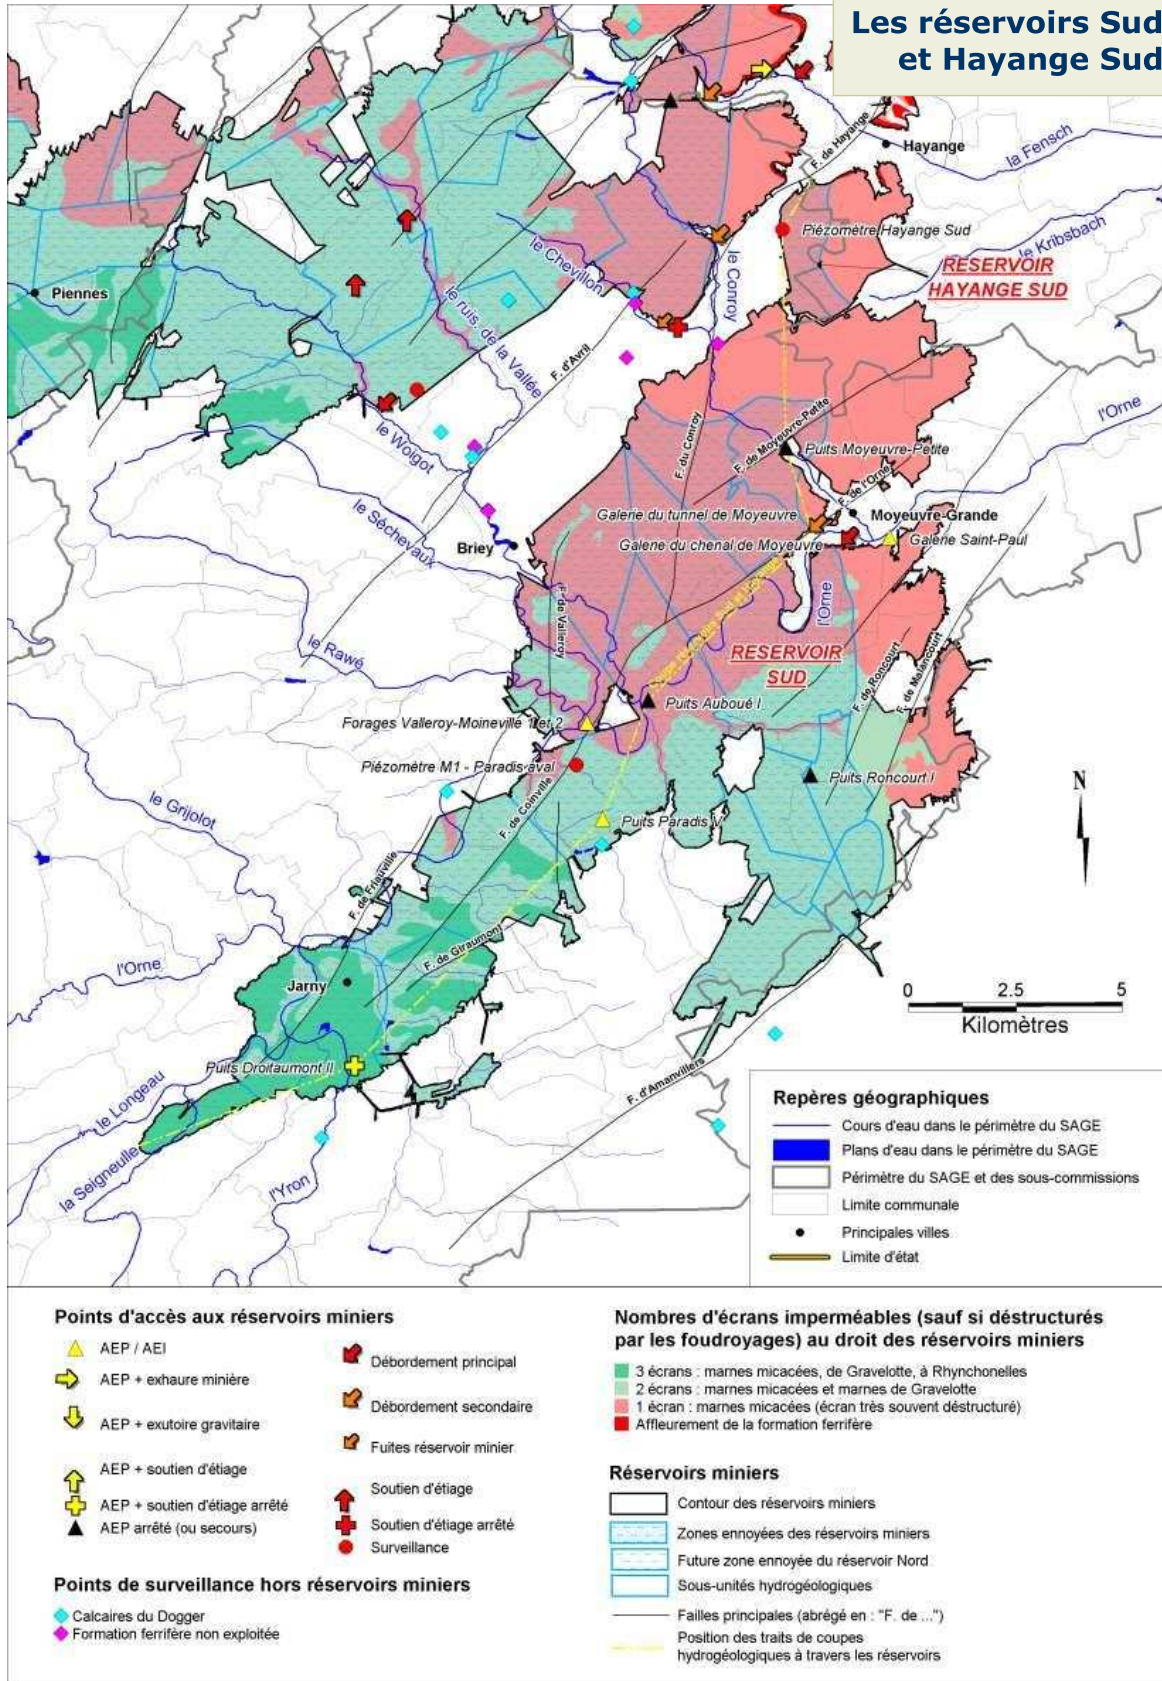 Les réservoirs Sud
et Hayange Sud
F. de Hayange
Hayange
la Fensch
Piézomètre Hayange Sud
le Kribsbach
RESERVOIR
HAYANGE SUD
le Chevillon
le Conroy
Piennes
le ruis. de la Vallée
F. d'Avril
l'Orne
le Woigot
F. du Conroy
F. de Moyeuvre-Petite
Puits Moyeuvre-Petite
F. de l'Orne
le Séchevaux
Galerie du tunnel de Moyeuvre
Moyeuvre-Grande
Briey
Galerie du chenal de Moyeuvre
Galerie Saint-Paul
F. de Valleroy
l'Orne
le Rawé
RESERVOIR
SUD
F. de Roncourt
F. de Malancourt
Puits Auboué I
Forages Valleroy-Moineville 1 et 2
Piézomètre M1 - Paradis-aval
Puits Roncourt I
N
le Grijolot
F. de Coinville
Puits Paradis V
F. de Friauville
F. de Giraumont
l'Orne
Jarny
0 2.5 5
Kilomètres
Puits Droitaumont II
F. d'Amanvillers
le Longeau
la Seigneulle
l'Yron
Repères géographiques
Cours d'eau dans le périmètre du SAGE
Plans d'eau dans le périmètre du SAGE
Périmètre du SAGE et des sous-commissions
Limite communale
Principales villes
Limite d'état
Points d'accès aux réservoirs miniers
AEP / AEI
AEP + exhaure minière
AEP + exutoire gravitaire
AEP + soutien d'étiage
AEP + soutien d'étiage arrêté
AEP arrêté (ou secours)
Débordement principal
Débordement secondaire
Fuites réservoir minier
Soutien d'étiage
Soutien d'étiage arrêté
Surveillance
Points de surveillance hors réservoirs miniers
Calcaires du Dogger
Formation ferrifère non exploitée
Nombres d'écrans imperméables (sauf si déstructurés
par les foudroyages) au droit des réservoirs miniers
3 écrans : marnes micacées, de Gravelotte, à Rhynchonelles
2 écrans : marnes micacées et marnes de Gravelotte
1 écran : marnes micacées (écran très souvent déstructuré)
Affleurement de la formation ferrifère
Réservoirs miniers
Contour des réservoirs miniers
Zones ennoyées des réservoirs miniers
Future zone ennoyée du réservoir Nord
Sous-unités hydrogéologiques
Failles principales (abrégé en : "F. de ...")
Position des traits de coupes
hydrogéologiques à travers les réservoirs